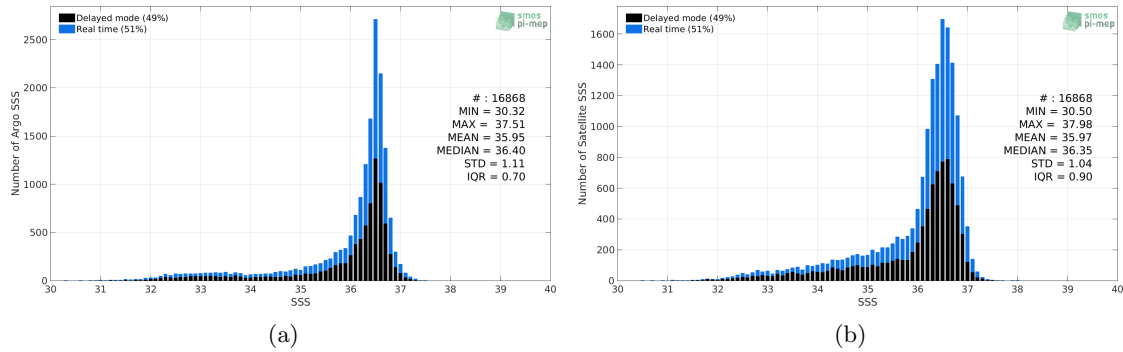 Delayed mode (49%)
Real time (51%)
smos
pi-mep
2500
2000
1500
1000
500
0
Number of Argo SSS
# : 16868
MIN = 30.32
MAX = 37.51
MEAN = 35.95
MEDIAN = 36.40
STD = 1.11
IQR = 0.70
30 31 32 33 34 35 36 37 38 39 40
SSS
(a)
Delayed mode (49%)
Real time (51%)
smos
pi-mep
1600
1400
1200
1000
800
600
400
200
0
Number of Satellite SSS
# : 16868
MIN = 30.50
MAX = 37.98
MEAN = 35.97
MEDIAN = 36.35
STD = 1.04
IQR = 0.90
30 31 32 33 34 35 36 37 38 39 40
SSS
(b)